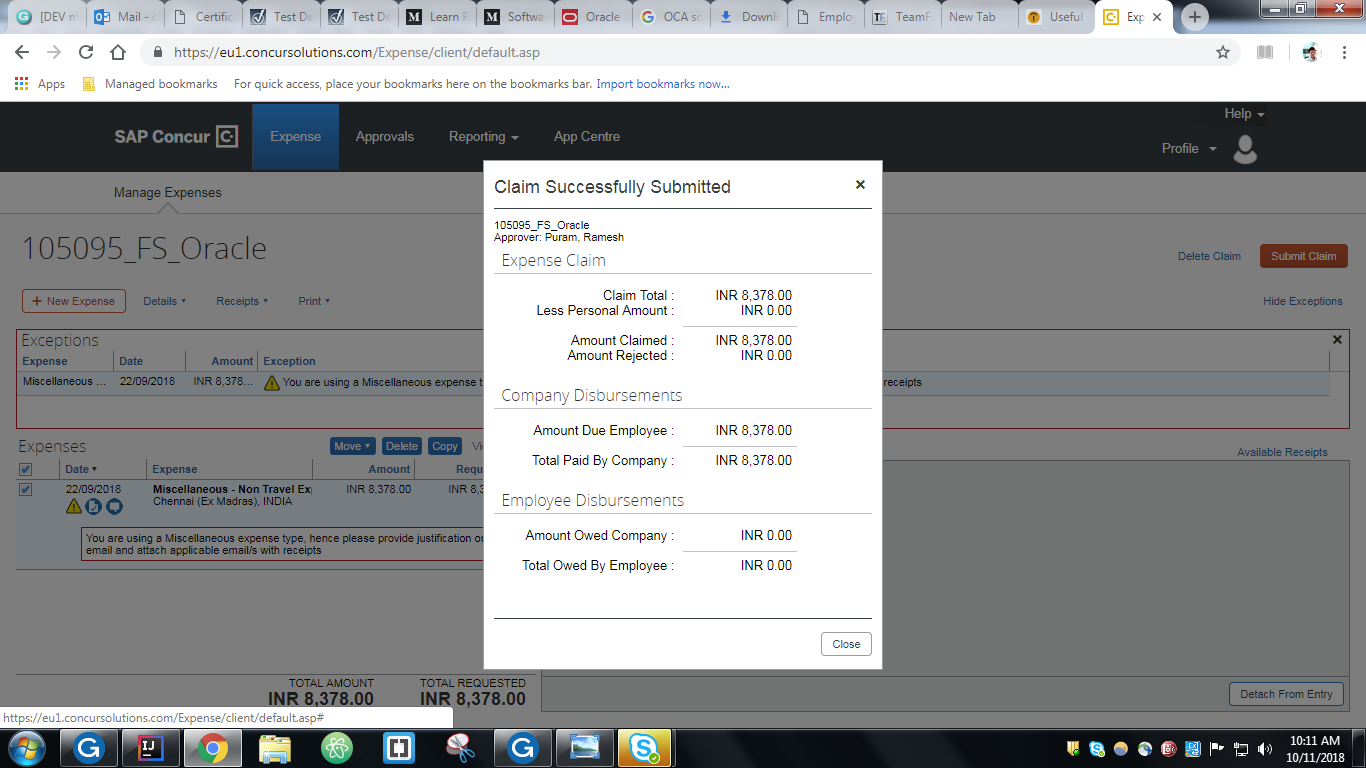 [DEV m
Mail -
Certific
Test De
Test De
Learn
Softwa
Oracle
OCA sc
Downl
Employ
TeamF
New Tab
Useful
Exp
https://eu1.concursolutions.com/Expense/client/default.asp
Apps
Managed bookmarks
For quick access, place your bookmarks here on the bookmarks bar. Import bookmarks now...
Help
SAP Concur
Expense
Approvals
Reporting
App Centre
Profile
Manage Expenses
105095_FS_Oracle
Delete Claim
Submit Claim
+ New Expense
Details
Receipts
Print
Hide Exceptions
Exceptions
Expense Date Amount Exception
Miscellaneous ... 22/09/2018 INR 8,378... You are using a Miscellaneous expense t
receipts
Expenses
Move
Delete
Copy
Available Receipts
Date Expense Amount Requ
22/09/2018 Miscellaneous - Non Travel Exp INR 8,378.00 INR 8,3
Chennai (Ex Madras), INDIA
You are using a Miscellaneous expense type, hence please provide justification or
email and attach applicable email/s with receipts
TOTAL AMOUNT TOTAL REQUESTED
INR 8,378.00 INR 8,378.00
Detach From Entry
Claim Successfully Submitted
105095_FS_Oracle
Approver: Puram, Ramesh
Expense Claim
Claim Total : INR 8,378.00
Less Personal Amount : INR 0.00
Amount Claimed : INR 8,378.00
Amount Rejected : INR 0.00
Company Disbursements
Amount Due Employee : INR 8,378.00
Total Paid By Company : INR 8,378.00
Employee Disbursements
Amount Owed Company : INR 0.00
Total Owed By Employee : INR 0.00
Close
https://eu1.concursolutions.com/Expense/client/default.asp#
10:11 AM
10/11/2018